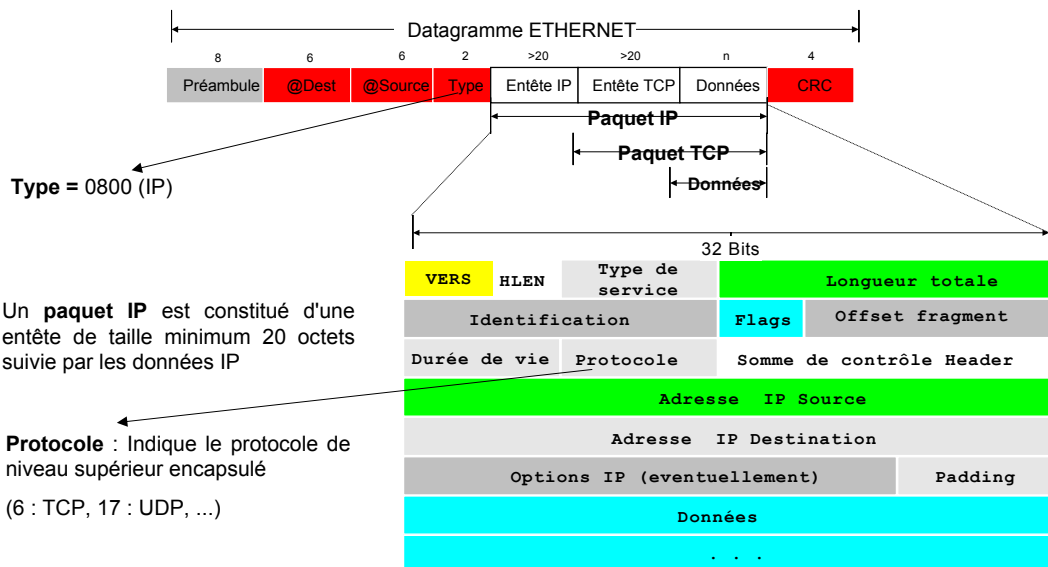 Datagramme ETHERNET
8 6 6 2 >20 >20 n 4
Préambule @Dest @Source Type Entête IP Entête TCP Données CRC
Paquet IP
Paquet TCP
Données
Type = 0800 (IP)
32 Bits
VERS HLEN Type de service Longueur totale
Identification Flags Offset fragment
Durée de vie Protocole Somme de contrôle Header
Adresse IP Source
Adresse IP Destination
Options IP (eventuellement) Padding
Données
. . .
Un paquet IP est constitué d'une
entête de taille minimum 20 octets
suivie par les données IP
Protocole : Indique le protocole de
niveau supérieur encapsulé
(6 : TCP, 17 : UDP, ...)